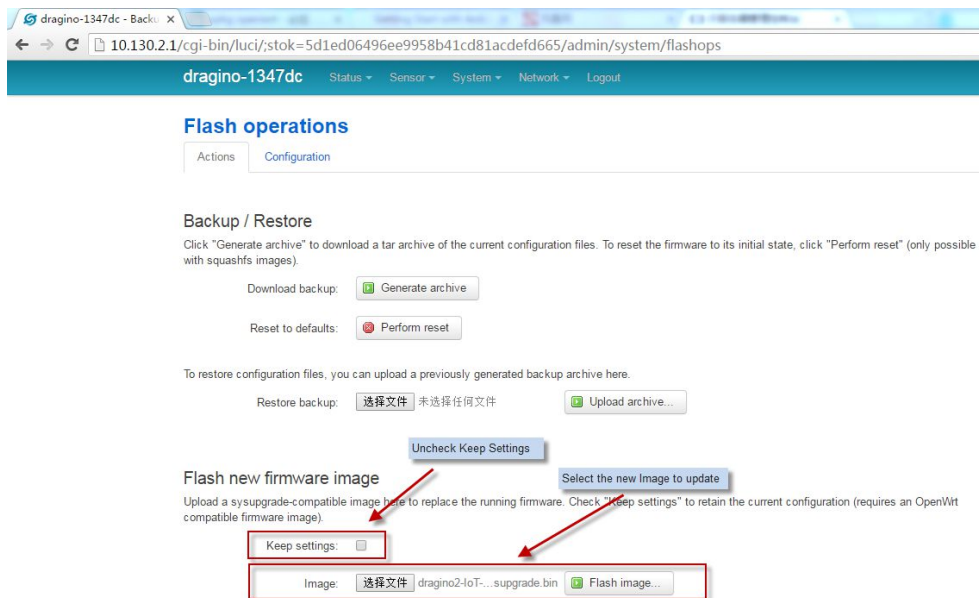 dragino-1347dc - Backu
10.130.2.1/cgi-bin/luci/;stok=5d1ed06496ee9958b41cd81acdefd665/admin/system/flashops
dragino-1347dc Status Sensor System Network Logout
Flash operations
Actions Configuration
Backup / Restore
Click "Generate archive" to download a tar archive of the current configuration files. To reset the firmware to its initial state, click "Perform reset" (only possible
with squashfs images).
Download backup: Generate archive
Reset to defaults: Perform reset
To restore configuration files, you can upload a previously generated backup archive here.
Restore backup: 选择文件 未选择任何文件 Upload archive...
Uncheck Keep Settings
Flash new firmware image
Select the new Image to update
Upload a sysupgrade-compatible image here to replace the running firmware. Check "Keep settings" to retain the current configuration (requires an OpenWrt
compatible firmware image).
Keep settings:
Image: 选择文件 dragino2-IoT-...supgrade.bin Flash image...